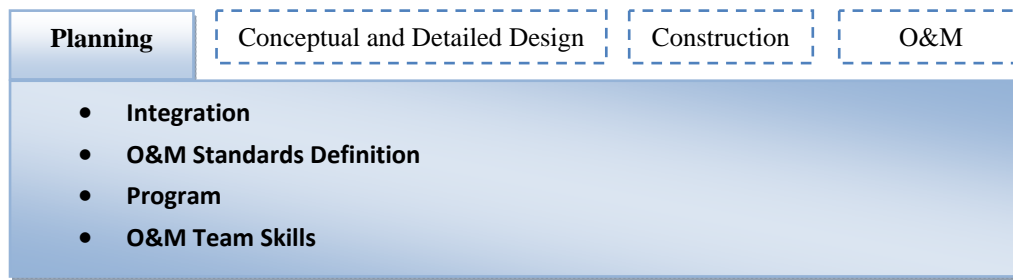 Planning Conceptual and Detailed Design Construction O&M
• Integration
• O&M Standards Definition
• Program
• O&M Team Skills